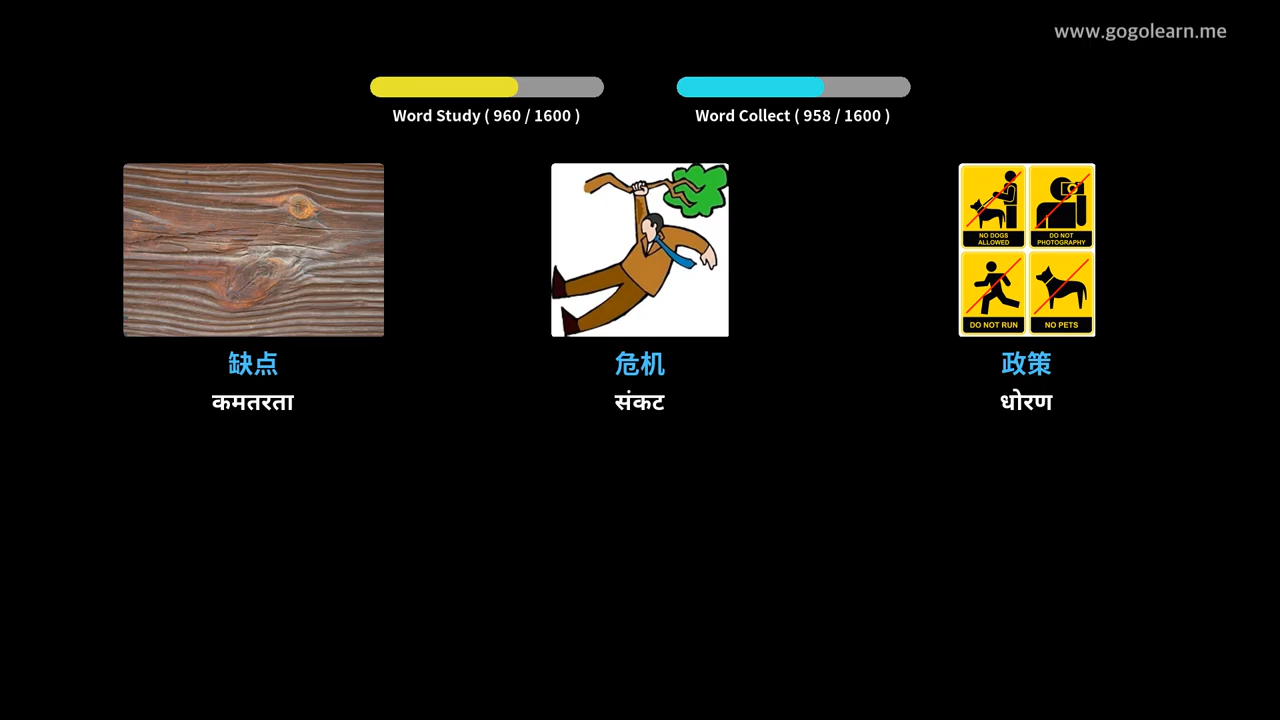 www.gogolearn.me
Word Study ( 960 / 1600 )
Word Collect ( 958 / 1600 )
NO DOGS
ALLOWED
DO NOT
PHOTOGRAPHY
DO NOT RUN
NO PETS
缺点
危机
政策
कमतरता
संकट
धोरण